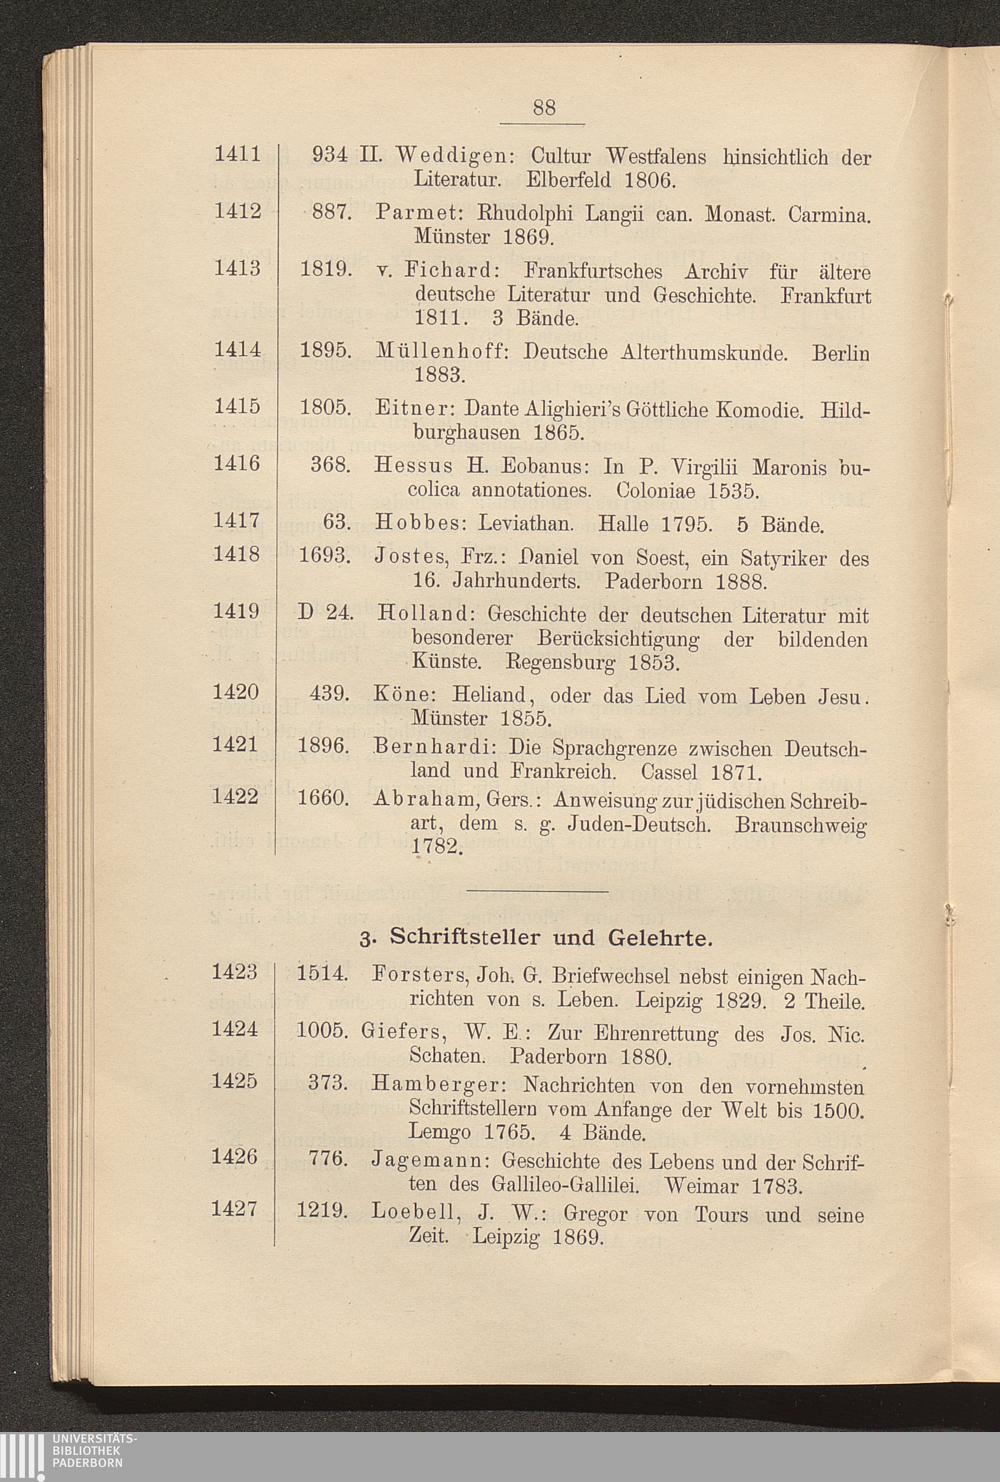 88
1411 934 II. Weddigen: Cultur Westfalens hinsichtlich der
Literatur. Elberfeld 1806.
1412 887. Parmet: Rhudolphi Langii can. Monast. Carmina.
Münster 1869.
1413 1819. v. Fichard: Frankfurtsches Archiv für ältere
deutsche Literatur und Geschichte. Frankfurt
1811. 3 Bände.
1414 1895. Müllenhoff: Deutsche Alterthumskunde. Berlin
1883.
1415 1805. Eitner: Dante Alighieri's Göttliche Komodie. Hild-
burghausen 1865.
1416 368. Hessus H. Eobanus: In P. Virgilii Maronis bu-
colica annotationes. Coloniae 1535.
1417 63. Hobbes: Leviathan. Halle 1795. 5 Bände.
1418 1693. Jostes, Frz.: Daniel von Soest, ein Satyriker des
16. Jahrhunderts. Paderborn 1888.
1419 D 24. Holland: Geschichte der deutschen Literatur mit
besonderer Berücksichtigung der bildenden
Künste. Regensburg 1853.
1420 439. Köne: Heliand, oder das Lied vom Leben Jesu.
Münster 1855.
1421 1896. Bernhardi: Die Sprachgrenze zwischen Deutsch-
land und Frankreich. Cassel 1871.
1422 1660. Abraham, Gers.: Anweisung zur jüdischen Schreib-
art, dem s. g. Juden-Deutsch. Braunschweig
1782.
3. Schriftsteller und Gelehrte.
1423 1514. Forsters, Joh. G. Briefwechsel nebst einigen Nach-
richten von s. Leben. Leipzig 1829. 2 Theile.
1424 1005. Giefers, W. E.: Zur Ehrenrettung des Jos. Nic.
Schaten. Paderborn 1880.
1425 373. Hamberger: Nachrichten von den vornehmsten
Schriftstellern vom Anfange der Welt bis 1500.
Lemgo 1765. 4 Bände.
1426 776. Jagemann: Geschichte des Lebens und der Schrif-
ten des Gallileo-Gallilei. Weimar 1783.
1427 1219. Loebell, J. W.: Gregor von Tours und seine
Zeit. Leipzig 1869.
UNIVERSITÄTS-
BIBLIOTHEK
PADERBORN